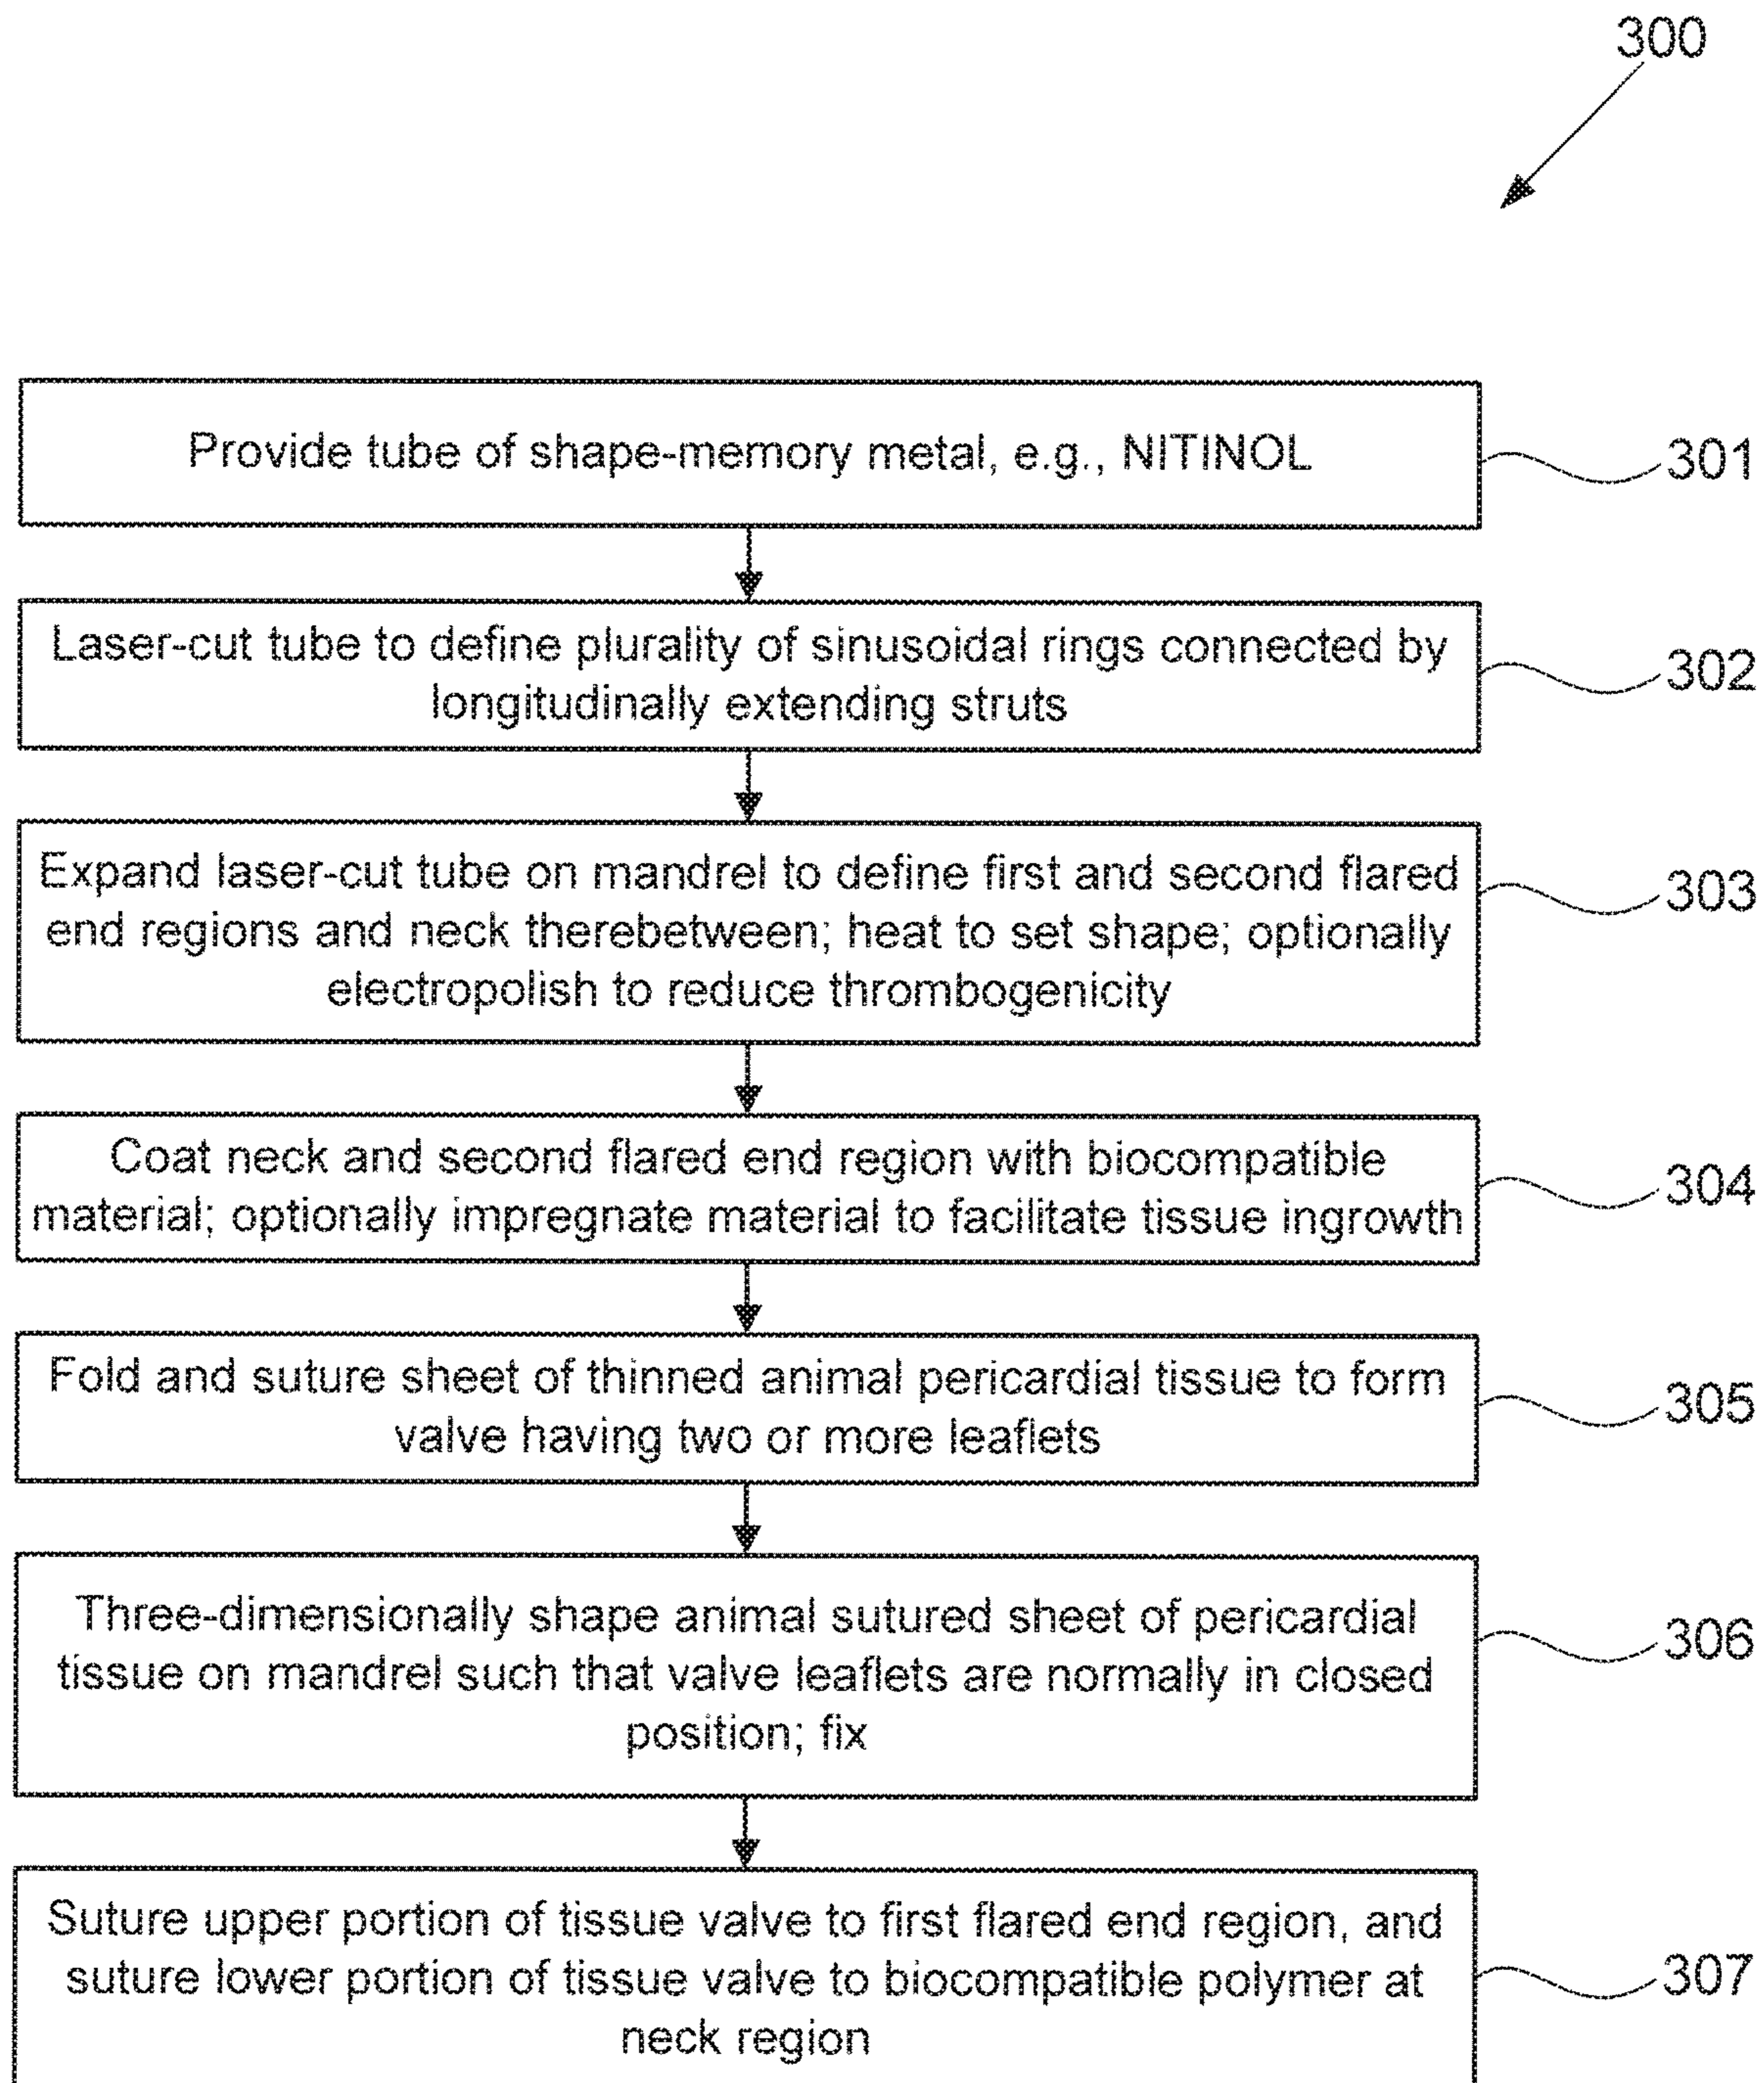 300
Provide tube of shape-memory metal, e.g., NITINOL
301
Laser-cut tube to define plurality of sinusoidal rings connected by
longitudinally extending struts
302
Expand laser-cut tube on mandrel to define first and second flared
end regions and neck therebetween; heat to set shape; optionally
electropolish to reduce thrombogenicity
303
Coat neck and second flared end region with biocompatible
material; optionally impregnate material to facilitate tissue ingrowth
304
Fold and suture sheet of thinned animal pericardial tissue to form
valve having two or more leaflets
305
Three-dimensionally shape animal sutured sheet of pericardial
tissue on mandrel such that valve leaflets are normally in closed
position; fix
306
Suture upper portion of tissue valve to first flared end region, and
suture lower portion of tissue valve to biocompatible polymer at
neck region
307